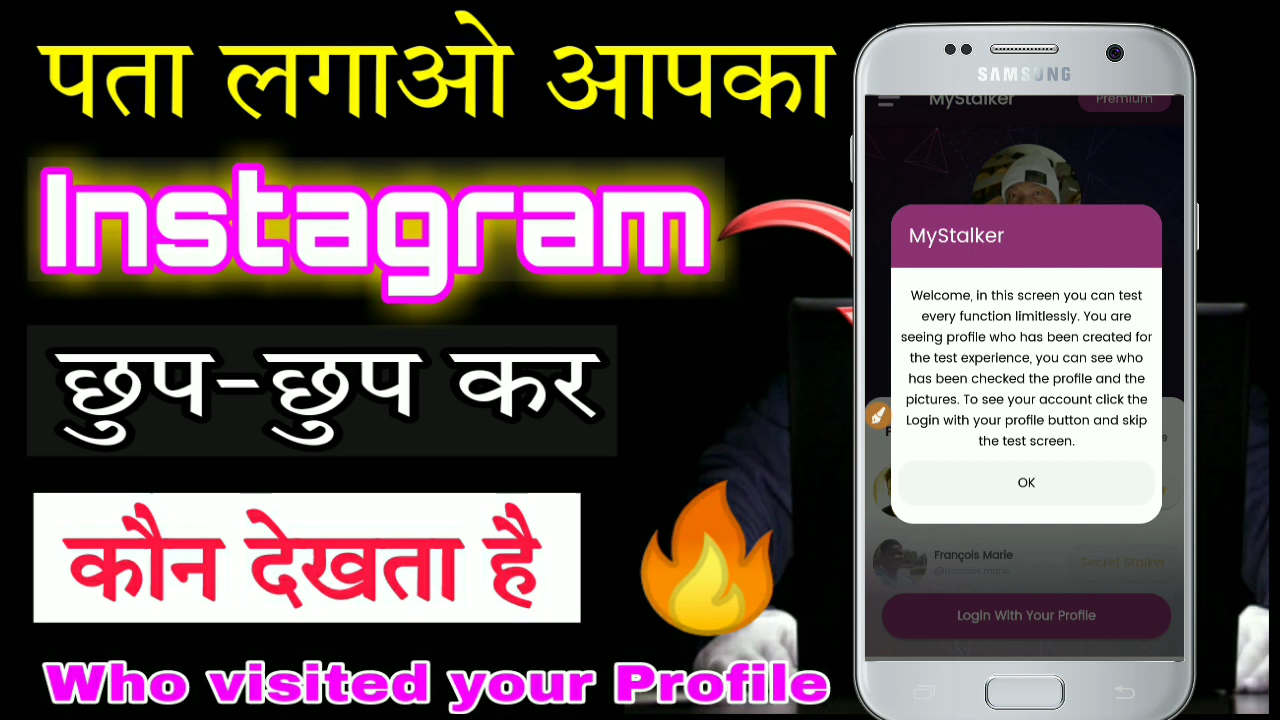 पता लगाओ आपका
Instagram
छुप-छुप कर
कौन देखता है
Who visited your Profile
SAMSUNG
MyStalker
Premium
MyStalker
Welcome, in this screen you can test
every function limitlessly. You are
seeing profile who has been created for
the test experience, you can see who
has been checked the profile and the
pictures. To see your account click the
Login with your profile button and skip
the test screen.
OK
François Marie
Secret Stalker
Login With Your Profile